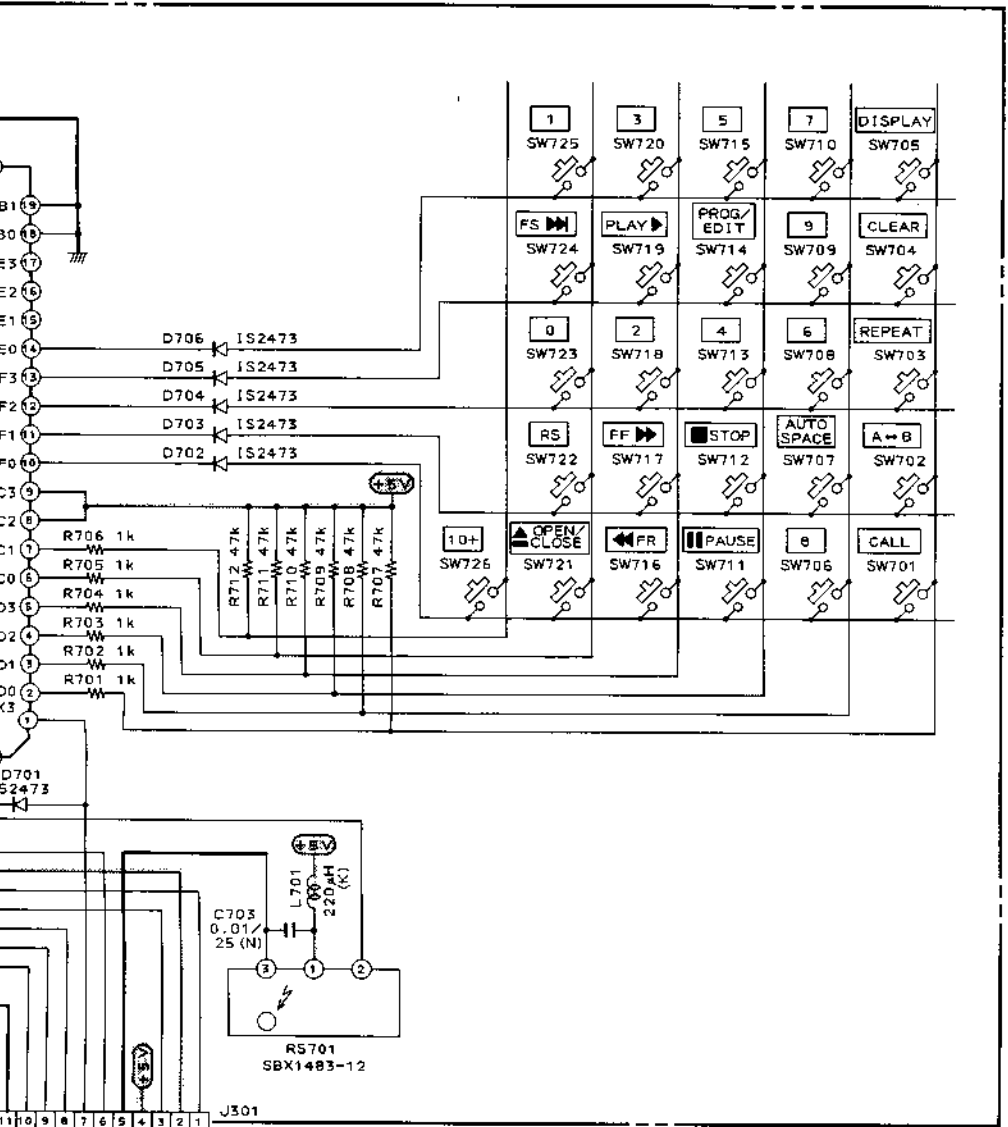 1 3 5 7 DISPLAY
SW725 SW720 SW715 SW710 SW705
FS PLAY PROG/ EDIT 9 CLEAR
SW724 SW719 SW714 SW709 SW704
0 2 4 6 REPEAT
SW723 SW718 SW713 SW708 SW703
RS FF STOP AUTO SPACE A↔B
SW722 SW717 SW712 SW707 SW702
10+ OPEN/ CLOSE FR PAUSE 8 CALL
SW726 SW721 SW716 SW711 SW706 SW701
B1 19
B0 18
E3 17
E2 16
E1 15
E0 14
F3 13
F2 12
F1 11
F0 10
C3 9
C2 8
C1 7
C0 6
D3 5
D2 4
D1 3
D0 2
K3 1
D706 IS2473
D705 IS2473
D704 IS2473
D703 IS2473
D702 IS2473
+5V
R706 1k
R705 1k
R704 1k
R703 1k
R702 1k
R701 1k
R712 47k
R711 47k
R710 47k
R709 47k
R708 47k
R707 47k
D701
S2473
+5V
L701
220μH
(K)
C703
0.01/
25 (N)
3 1 2
RS701
SBX1483-12
+5V
J301
11 10 9 8 7 6 5 4 3 2 1